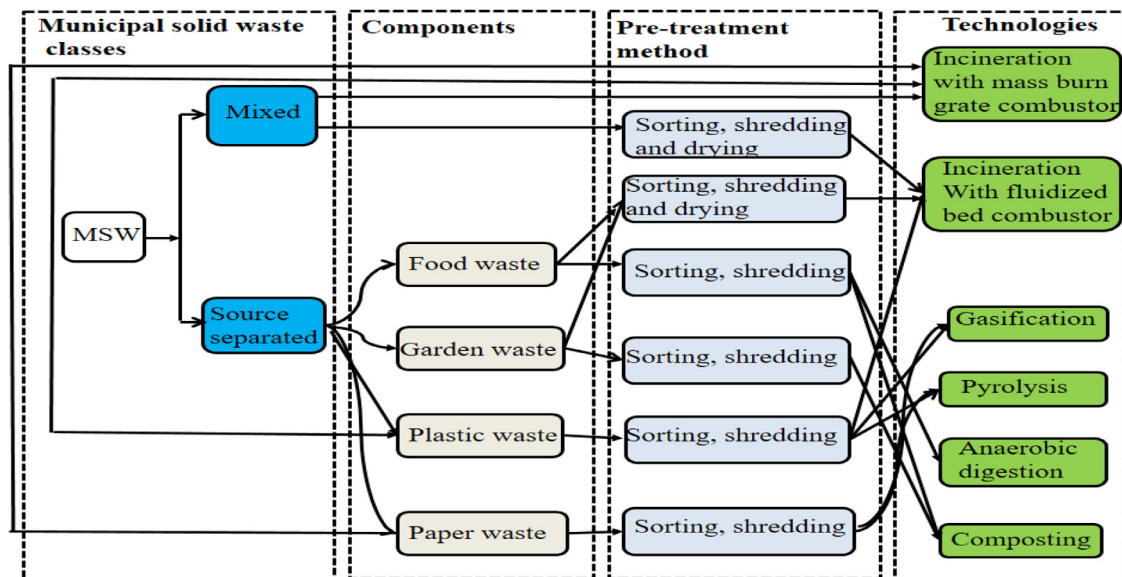 Municipal solid waste
classes
Components
Pre-treatment
method
Technologies
MSW
Mixed
Source
separated
Food waste
Garden waste
Plastic waste
Paper waste
Sorting, shredding
and drying
Sorting, shredding
and drying
Sorting, shredding
Sorting, shredding
Sorting, shredding
Sorting, shredding
Incineration
with mass burn
grate combustor
Incineration
With fluidized
bed combustor
Gasification
Pyrolysis
Anaerobic
digestion
Composting